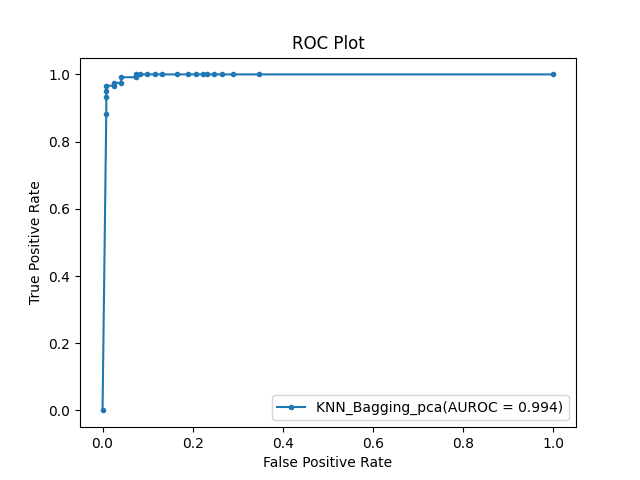 ROC Plot
True Positive Rate
1.0
0.8
0.6
0.4
0.2
0.0
KNN_Bagging_pca(AUROC = 0.994)
0.0 0.2 0.4 0.6 0.8 1.0
False Positive Rate